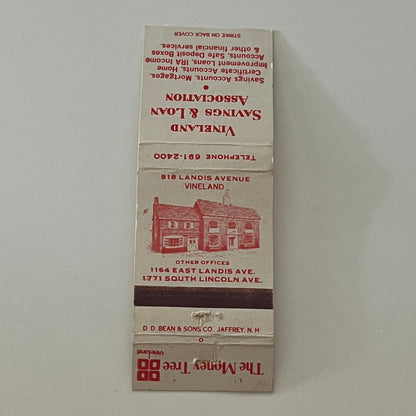 STRIKE ON BACK COVER
Savings Accounts, Mortgages,
Certificate Accounts, Home
Improvement Loans, IRA Income
Accounts, Safe Deposit Boxes
& other financial services.
VINELAND
SAVINGS & LOAN
ASSOCIATION
TELEPHONE 691-2400
818 LANDIS AVENUE
VINELAND
OTHER OFFICES
1164 EAST LANDIS AVE.
1771 SOUTH LINCOLN AVE.
D. D. BEAN & SONS CO. JAFFREY, N. H.
The Money Tree
Vineland